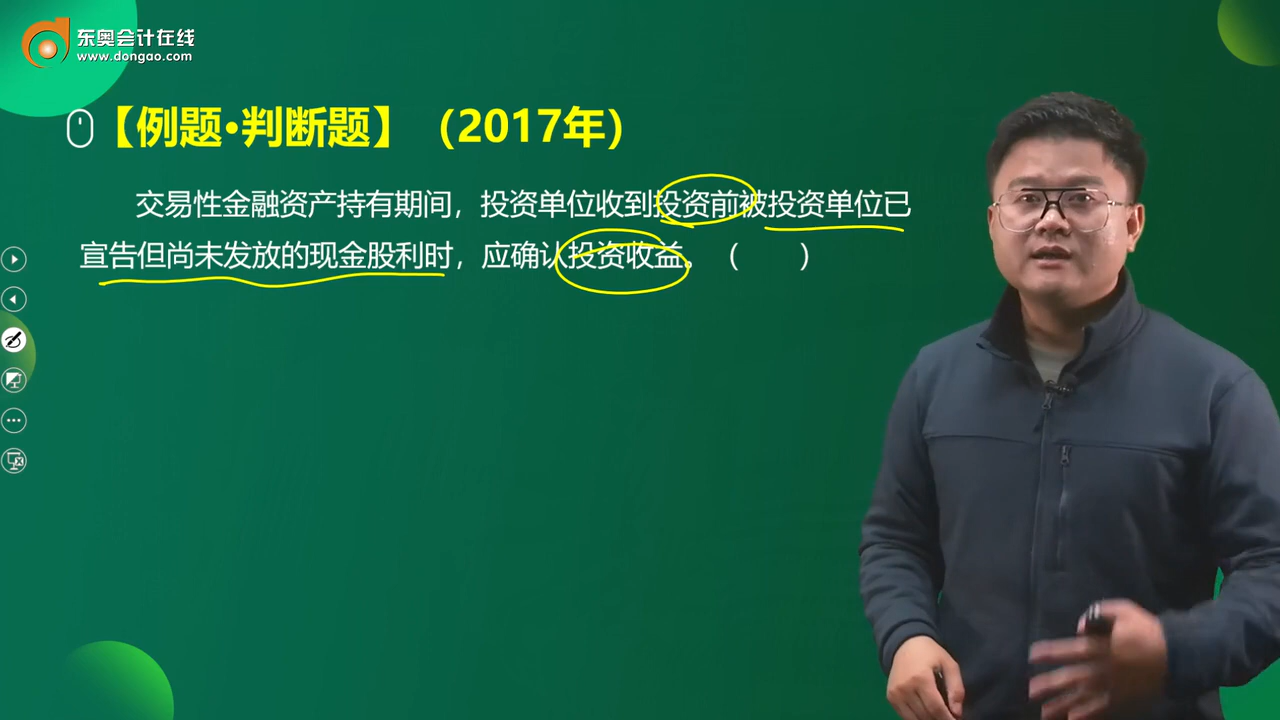 东奥会计在线
www.dongao.com
【例题•判断题】（2017年）
交易性金融资产持有期间，投资单位收到投资前被投资单位已
宣告但尚未发放的现金股利时，应确认投资收益。（　　）